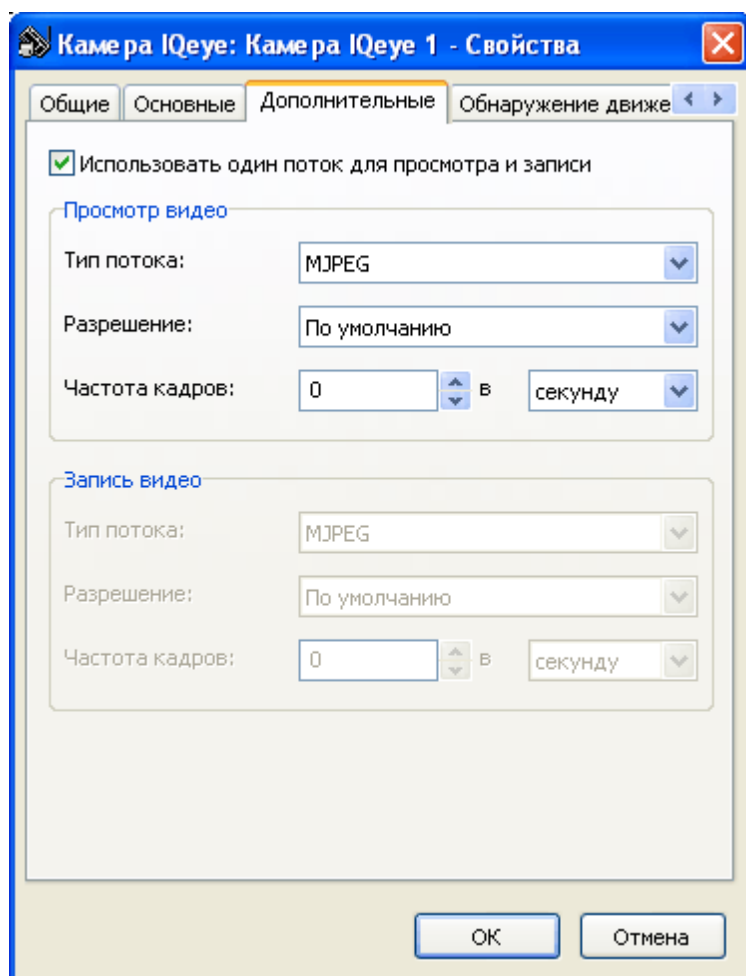 Камера IQeye: Камера IQeye 1 - Свойства
Общие Основные Дополнительные Обнаружение движе
Использовать один поток для просмотра и записи
Просмотр видео
Тип потока: MJPEG
Разрешение: По умолчанию
Частота кадров: 0 в секунду
Запись видео
Тип потока: MJPEG
Разрешение: По умолчанию
Частота кадров: 0 в секунду
ОК Отмена